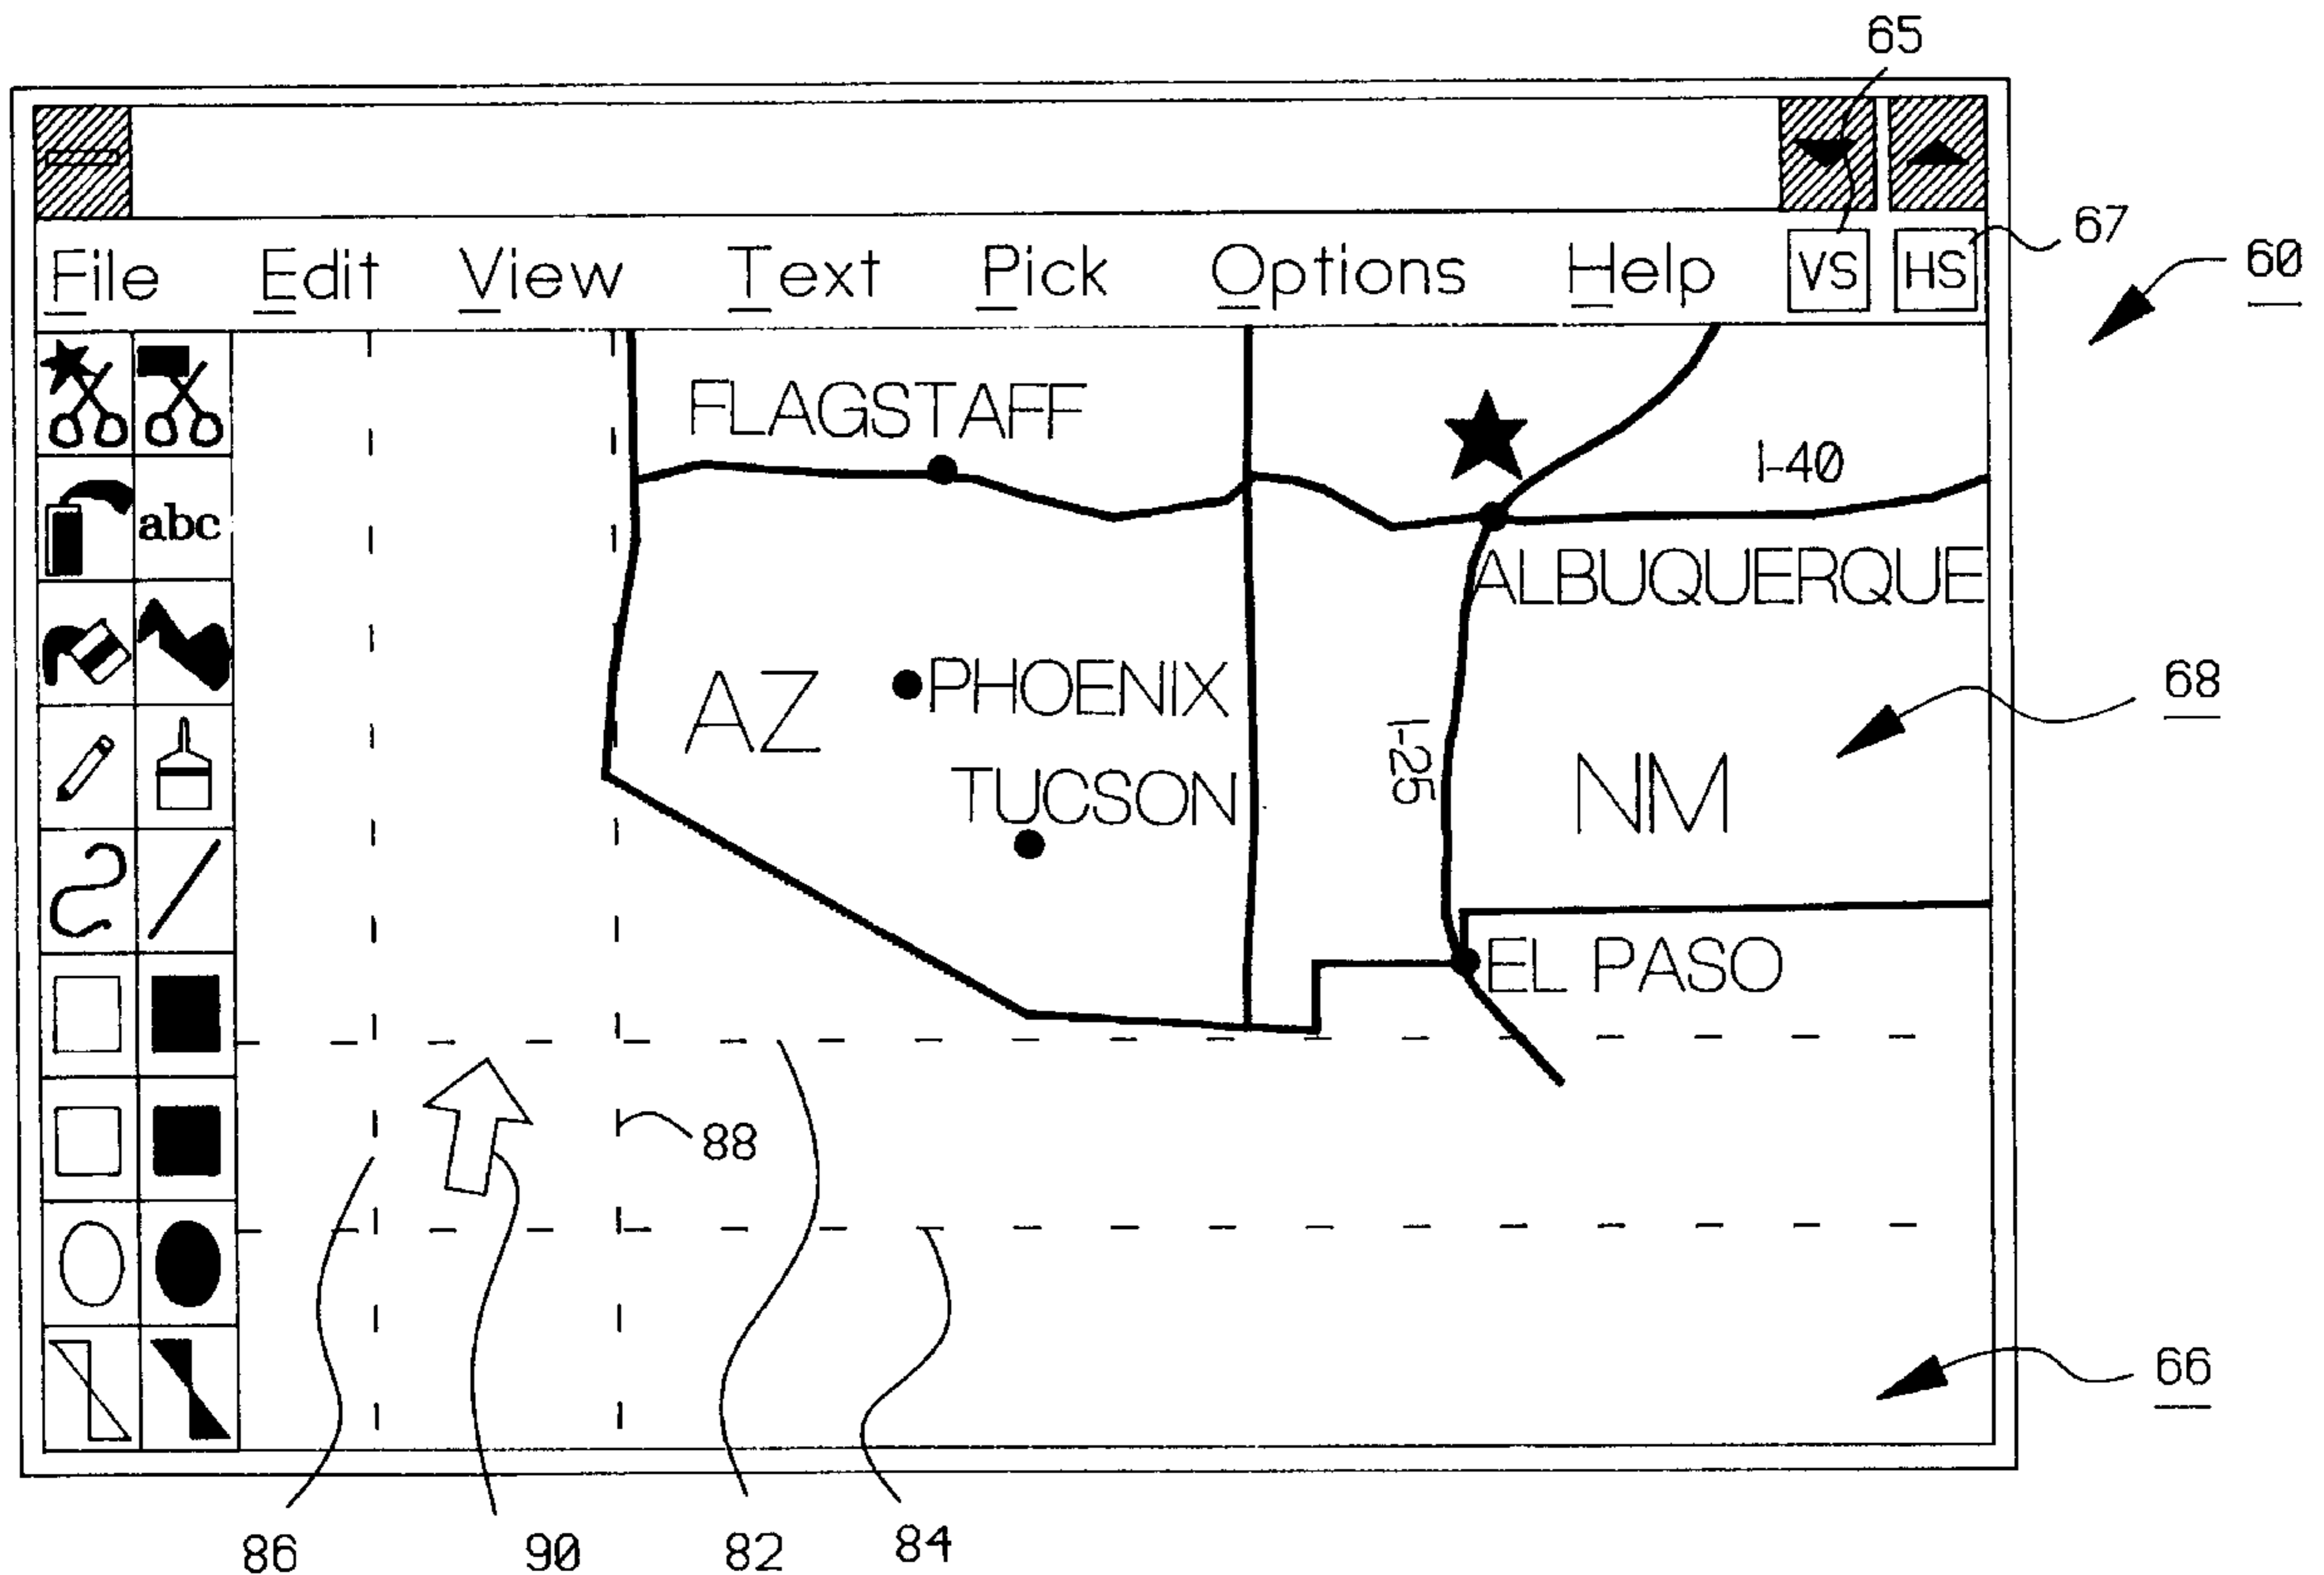 65
File Edit View Text Pick Options Help VS HS
67
60
FLAGSTAFF
I-40
abc
ALBUQUERQUE
PHOENIX
AZ
68
I-25
TUCSON
NM
EL PASO
88
66
86 90 82 84